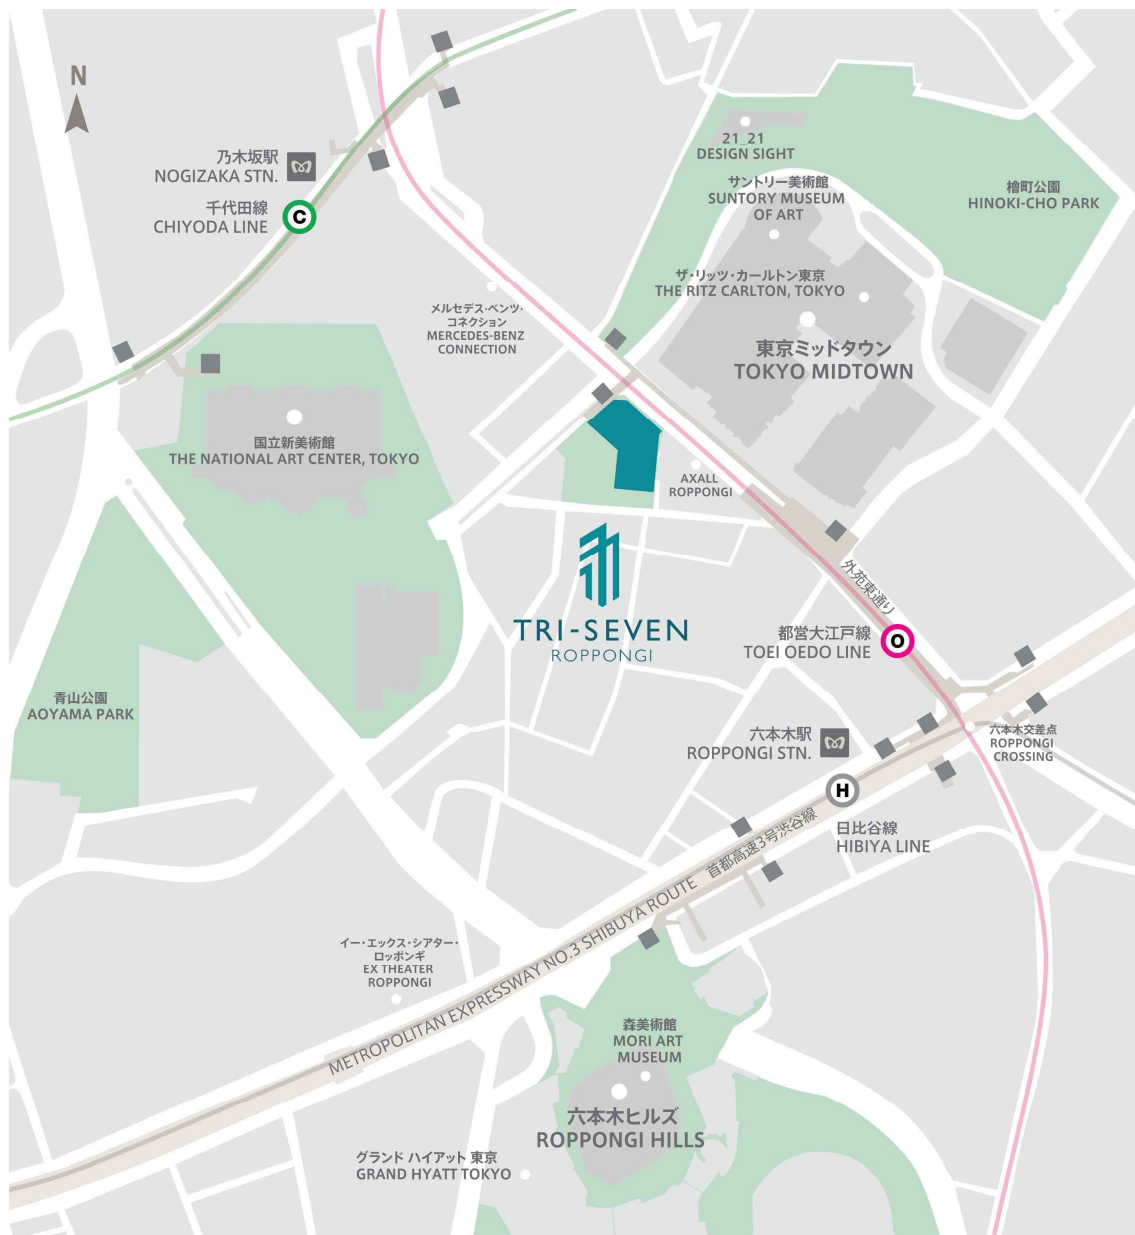 N
乃木坂駅
NOGIZAKA STN.
千代田線
CHIYODA LINE
C
21_21
DESIGN SIGHT
サントリー美術館
SUNTORY MUSEUM
OF ART
檜町公園
HINOKI-CHO PARK
ザ・リッツ・カールトン東京
THE RITZ CARLTON, TOKYO
メルセデス・ベンツ・
コネクション
MERCEDES-BENZ
CONNECTION
東京ミッドタウン
TOKYO MIDTOWN
国立新美術館
THE NATIONAL ART CENTER, TOKYO
AXALL
ROPPONGI
TRI-SEVEN
ROPPONGI
外苑東通り
都営大江戸線
TOEI OEDO LINE
O
青山公園
AOYAMA PARK
六本木駅
ROPPONGI STN.
六本木交差点
ROPPONGI
CROSSING
H
日比谷線
HIBIYA LINE
METROPOLITAN EXPRESSWAY NO.3 SHIBUYA ROUTE 首都高速3号渋谷線
イー・エックス・シアター・
ロッポンギ
EX THEATER
ROPPONGI
森美術館
MORI ART
MUSEUM
六本木ヒルズ
ROPPONGI HILLS
グランド ハイアット 東京
GRAND HYATT TOKYO